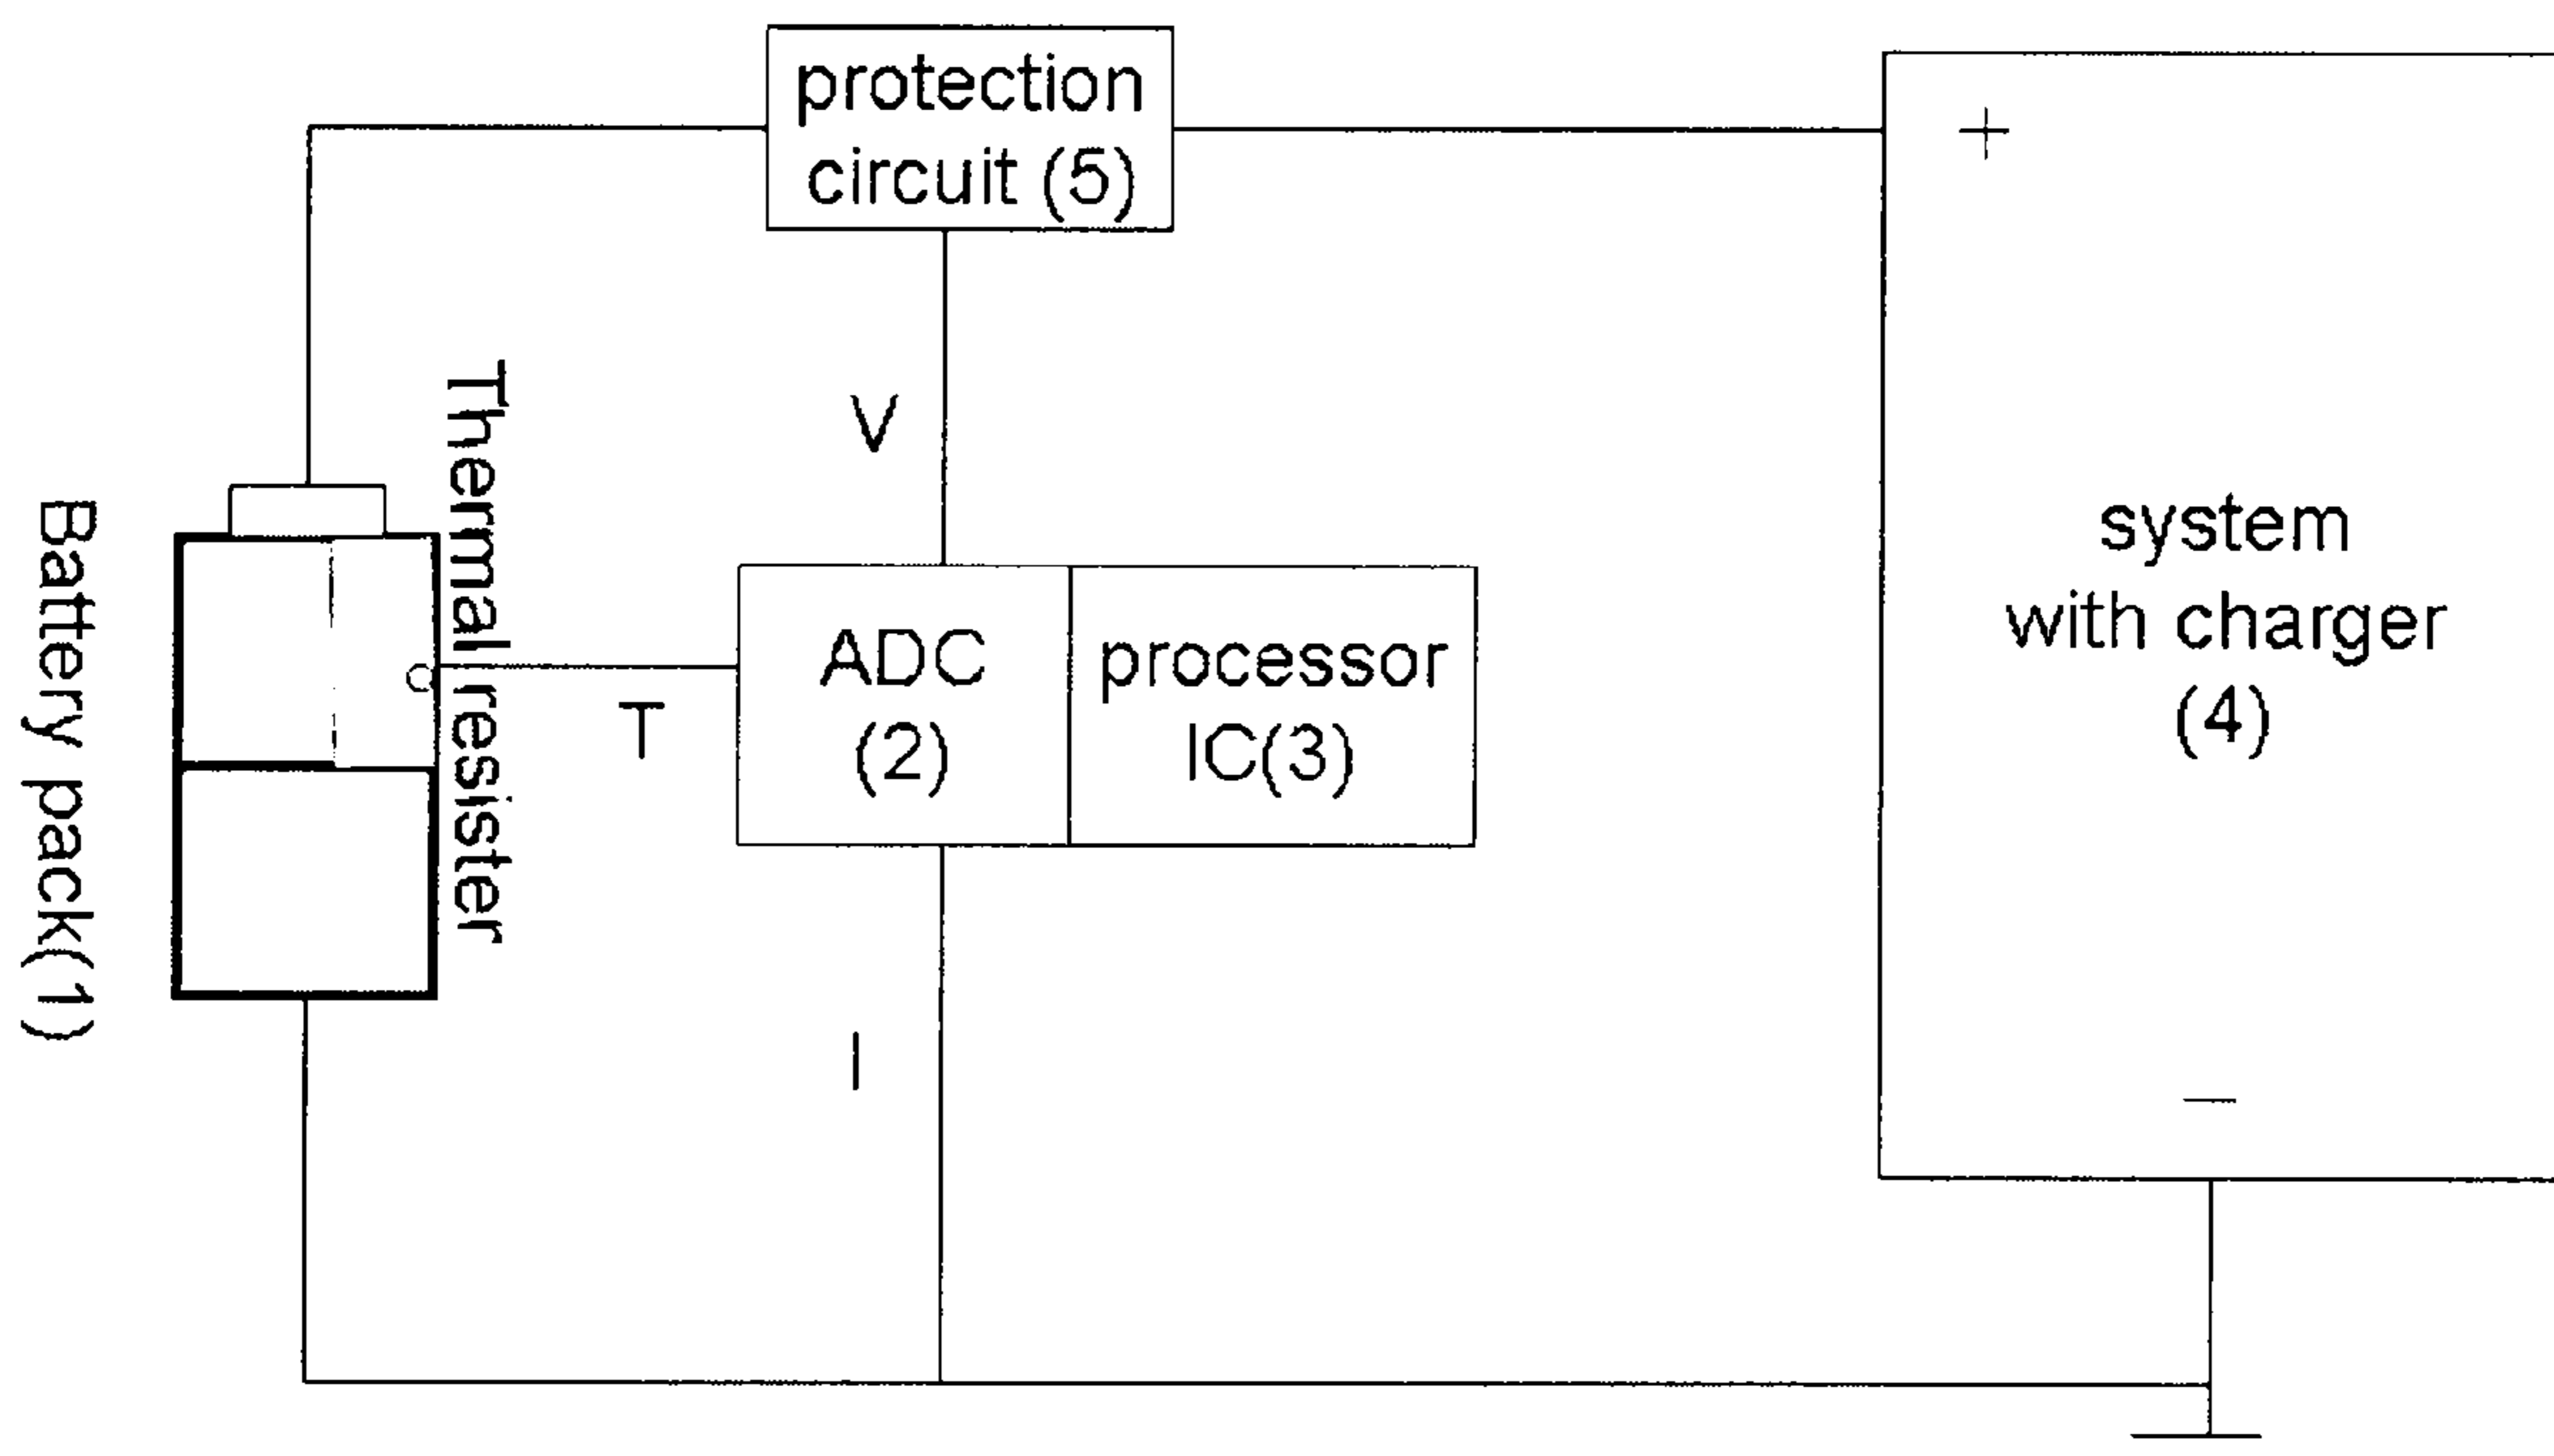 protection
circuit (5)
+
V
Thermal resister
Battery pack(1)
system
with charger
(4)
ADC
(2)
processor
IC(3)
T
I
—